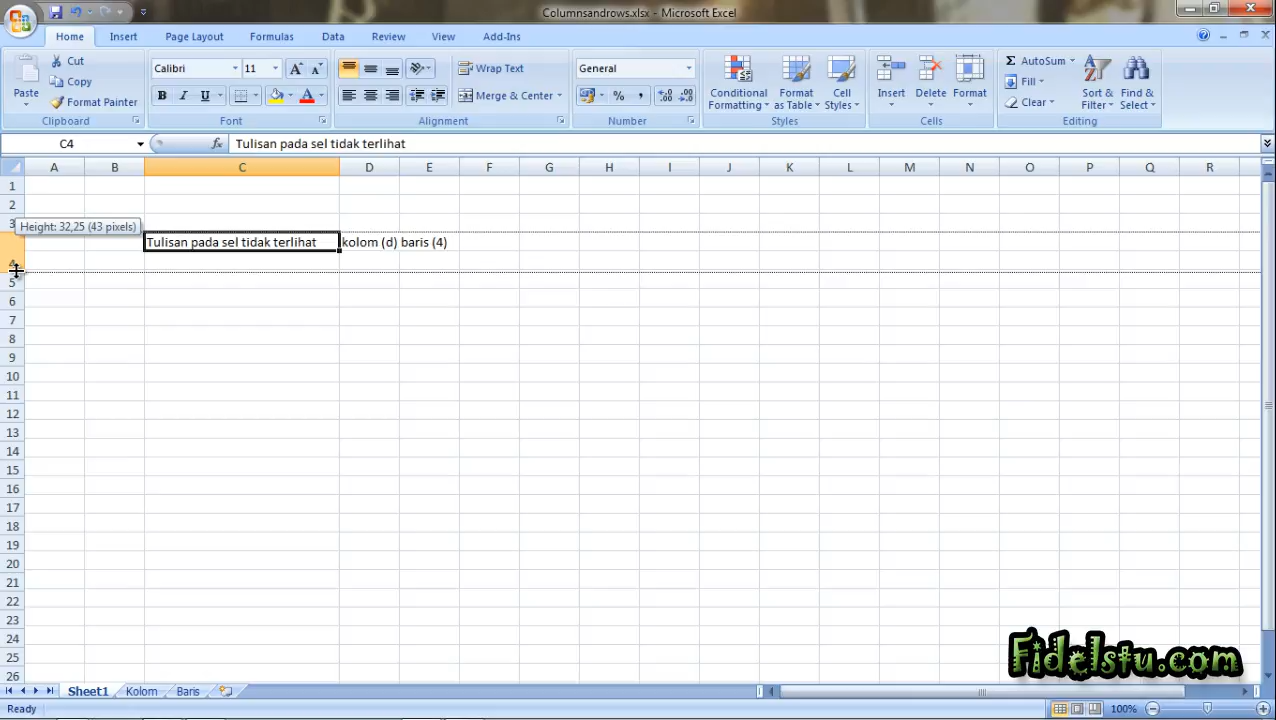 Columnsandrows.xlsx - Microsoft Excel
Home Insert Page Layout Formulas Data Review View Add-Ins
Paste
Cut
Copy
Format Painter
Clipboard
Calibri 11
B I U A
Font
Wrap Text
Merge & Center
Alignment
General
% ,
Number
Conditional Formatting
Format as Table
Cell Styles
Styles
Insert Delete Format
Cells
Σ AutoSum
Fill
Clear
Sort & Filter
Find & Select
Editing
C4 fx Tulisan pada sel tidak terlihat
A B C D E F G H I J K L M N O P Q R
1
2
3
Height: 32,25 (43 pixels)
Tulisan pada sel tidak terlihat kolom (d) baris (4)
4
5
6
7
8
9
10
11
12
13
14
15
16
17
18
19
20
21
22
23
24
25
26
Fidelstu.com
Sheet1 Kolom Baris
Ready 100%